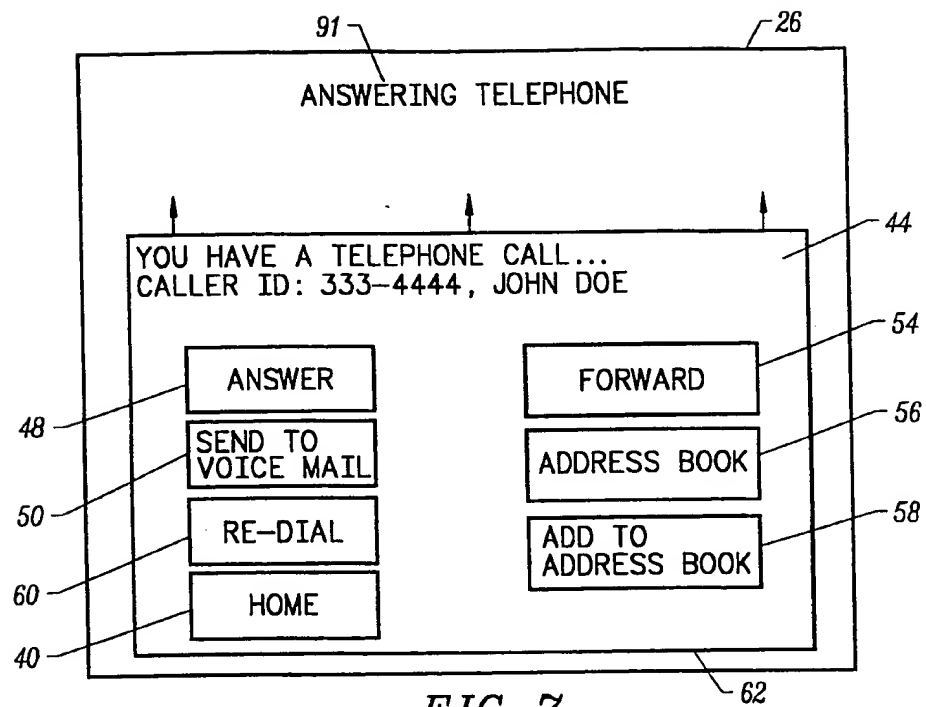 91
26
ANSWERING TELEPHONE
44
YOU HAVE A TELEPHONE CALL...
CALLER ID: 333-4444, JOHN DOE
54
ANSWER
FORWARD
48
56
SEND TO
VOICE MAIL
ADDRESS BOOK
50
58
RE-DIAL
ADD TO
ADDRESS BOOK
60
HOME
40
62
FIG. 7